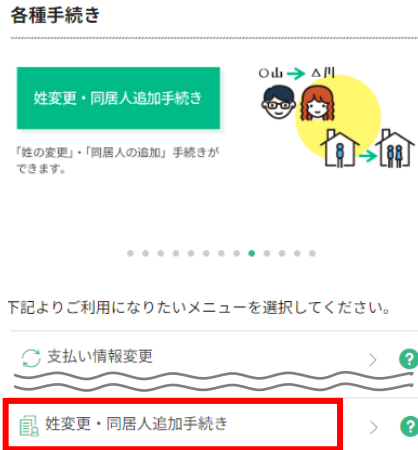 各種手続き
○山→△川
姓変更・同居人追加手続き
「姓の変更」・「同居人の追加」手続きが
できます。
下記よりご利用になりたいメニューを選択してください。
支払い情報変更
?
姓変更・同居人追加手続き
?